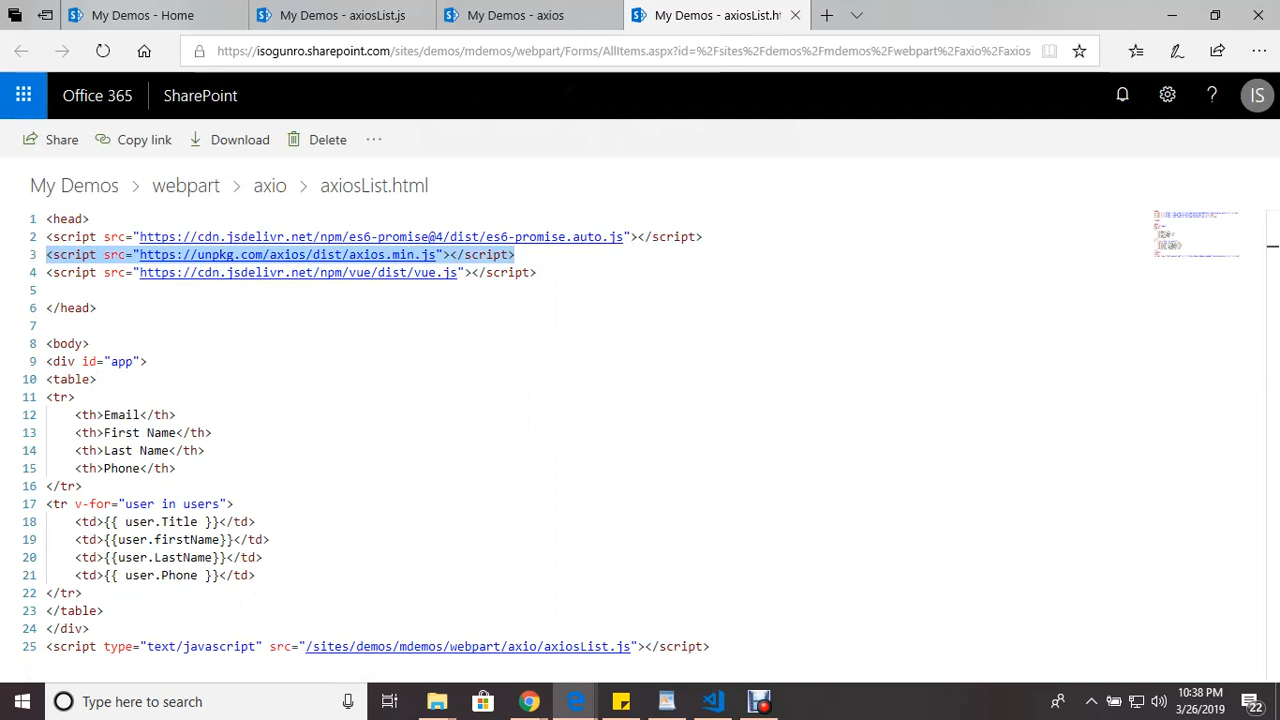 My Demos - Home
My Demos - axiosList.js
My Demos - axios
My Demos - axiosList.ht
https://isogunro.sharepoint.com/sites/demos/mdemos/webpart/Forms/AllItems.aspx?id=%2Fsites%2Fdemos%2Fmdemos%2Fwebpart%2Faxio%2Faxios
Office 365
SharePoint
IS
Share
Copy link
Download
Delete
My Demos > webpart > axio > axiosList.html
1 <head>
2 <script src="https://cdn.jsdelivr.net/npm/es6-promise@4/dist/es6-promise.auto.js"></script>
3 <script src="https://unpkg.com/axios/dist/axios.min.js"></script>
4 <script src="https://cdn.jsdelivr.net/npm/vue/dist/vue.js"></script>
5
6 </head>
7
8 <body>
9 <div id="app">
10 <table>
11 <tr>
12 <th>Email</th>
13 <th>First Name</th>
14 <th>Last Name</th>
15 <th>Phone</th>
16 </tr>
17 <tr v-for="user in users">
18 <td>{{ user.Title }}</td>
19 <td>{{user.firstName}}</td>
20 <td>{{user.LastName}}</td>
21 <td>{{ user.Phone }}</td>
22 </tr>
23 </table>
24 </div>
25 <script type="text/javascript" src="/sites/demos/mdemos/webpart/axio/axiosList.js"></script>
Type here to search
10:38 PM
3/26/2019
22